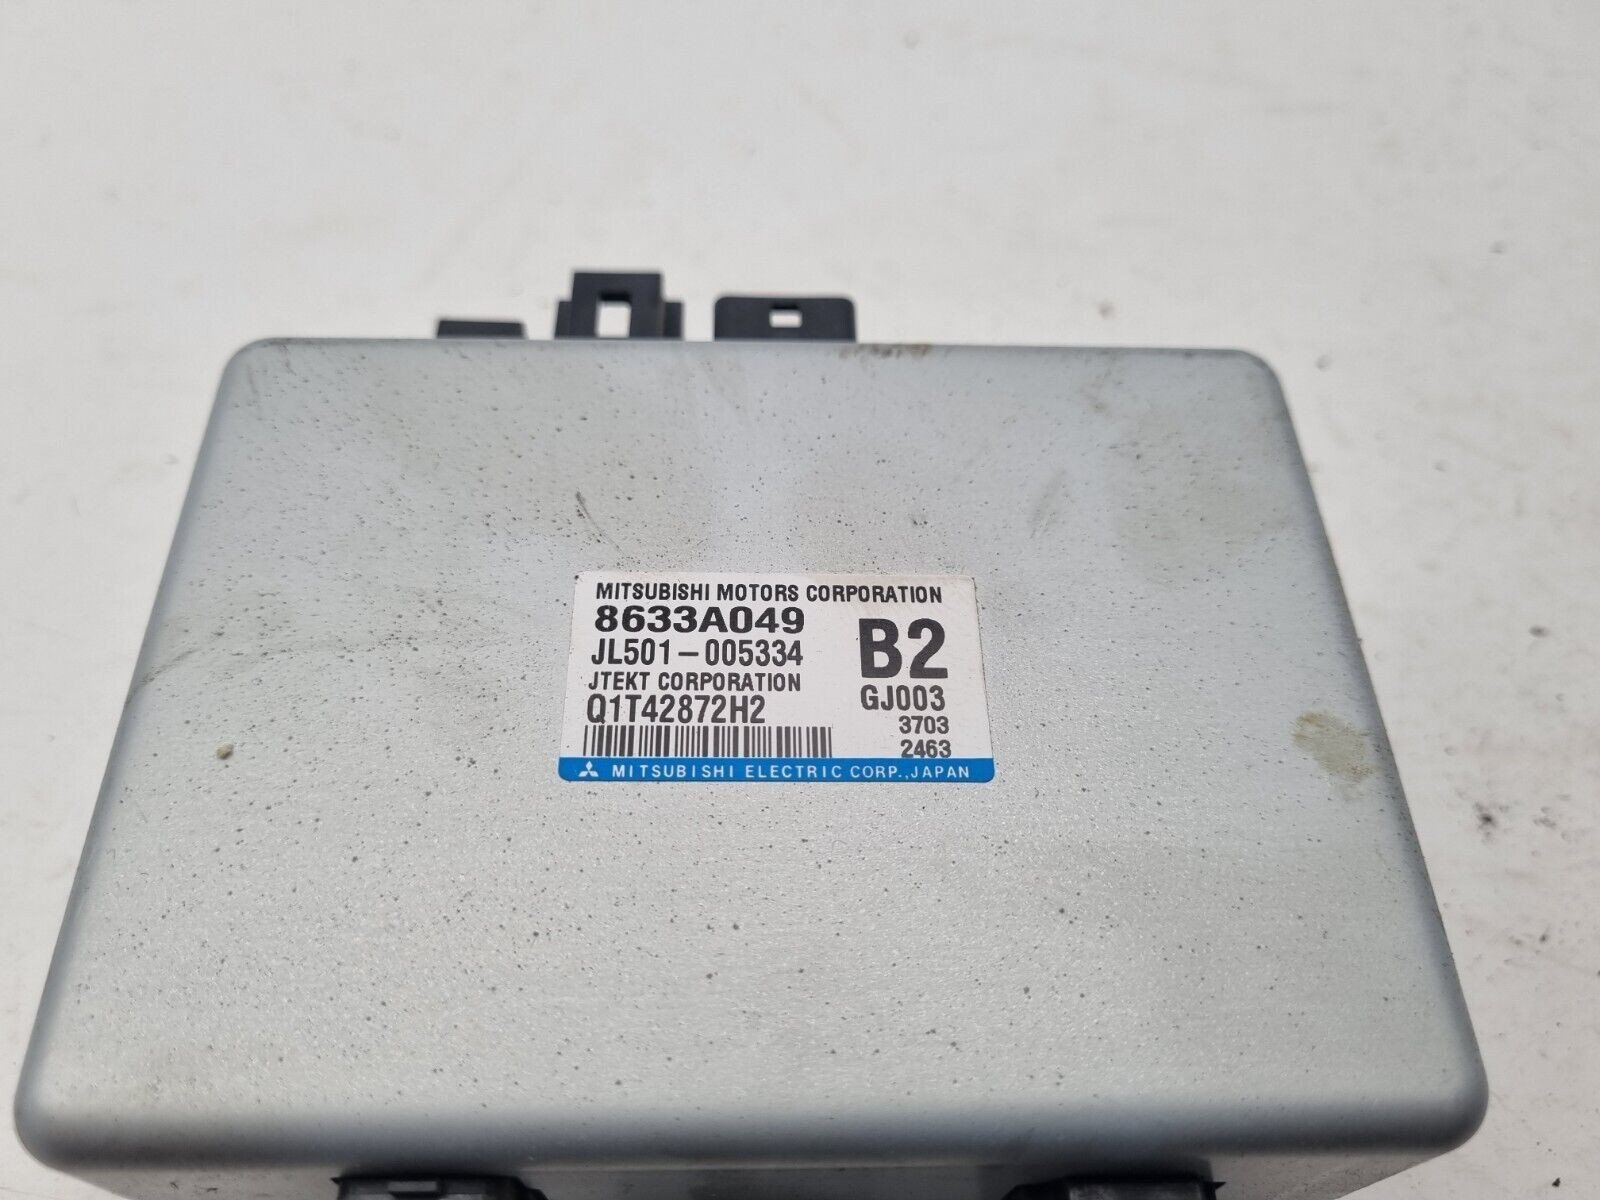 MITSUBISHI MOTORS CORPORATION
8633A049
JL501-005334
B2
JTEKT CORPORATION
Q1T42872H2
GJ003
3703
2463
MITSUBISHI ELECTRIC CORP.,JAPAN